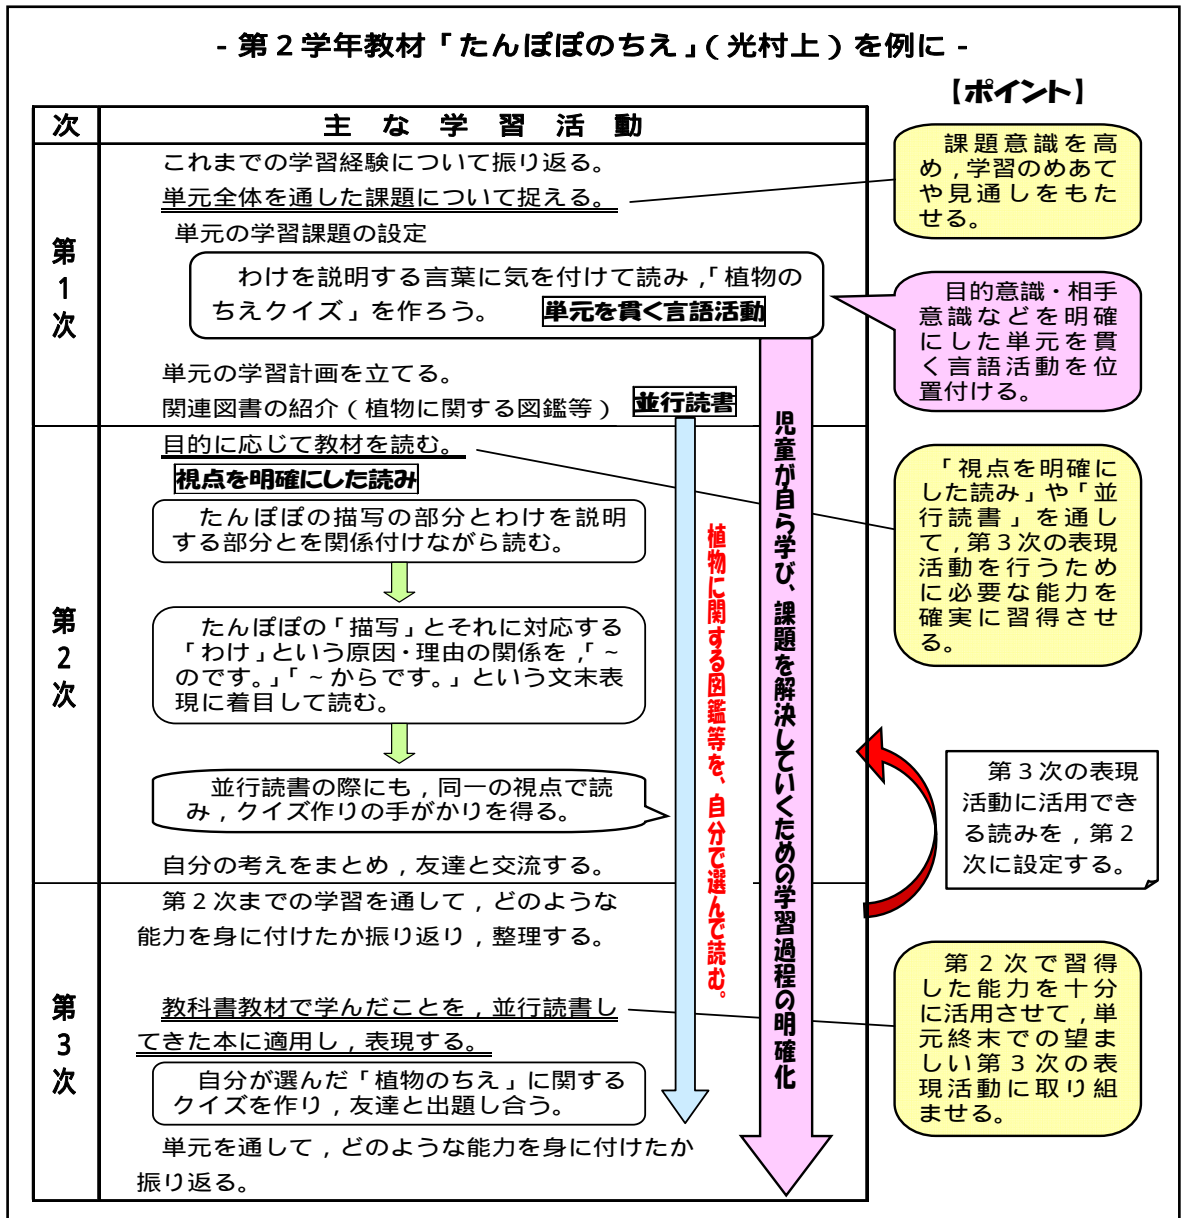 - 第２学年教材「たんぽぽのちえ」(光村上)を例に -
【ポイント】
次
主な学習活動
第１次
これまでの学習経験について振り返る。
単元全体を通した課題について捉える。
単元の学習課題の設定
わけを説明する言葉に気を付けて読み,「植物の
ちえクイズ」を作ろう。 単元を貫く言語活動
単元の学習計画を立てる。
関連図書の紹介(植物に関する図鑑等) 並行読書
課題意識を高
め,学習のめあて
や見通しをもた
せる。
目的意識・相手
意識などを明確
にした単元を貫
く言語活動を位
置付ける。
第２次
目的に応じて教材を読む。
視点を明確にした読み
たんぽぽの描写の部分とわけを説明
する部分とを関係付けながら読む。
たんぽぽの「描写」とそれに対応する
「わけ」という原因・理由の関係を,「~
のです。」「~からです。」という文末表
現に着目して読む。
並行読書の際にも,同一の視点で読
み,クイズ作りの手がかりを得る。
自分の考えをまとめ,友達と交流する。
植物に関する図鑑等を、自分で選んで読む。
児童が自ら学び、課題を解決していくための学習過程の明確化
「視点を明確に
した読み」や「並
行読書」を通し
て,第３次の表現
活動を行うため
に必要な能力を
確実に習得させ
る。
第３次の表現
活動に活用でき
る読みを,第２
次に設定する。
第３次
第２次までの学習を通して,どのような
能力を身に付けたか振り返り,整理する。
教科書教材で学んだことを,並行読書し
てきた本に適用し,表現する。
自分が選んだ「植物のちえ」に関する
クイズを作り,友達と出題し合う。
単元を通して,どのような能力を身に付けたか
振り返る。
第２次で習得
した能力を十分
に活用させて,単
元終末での望ま
しい第３次の表
現活動に取り組
ませる。